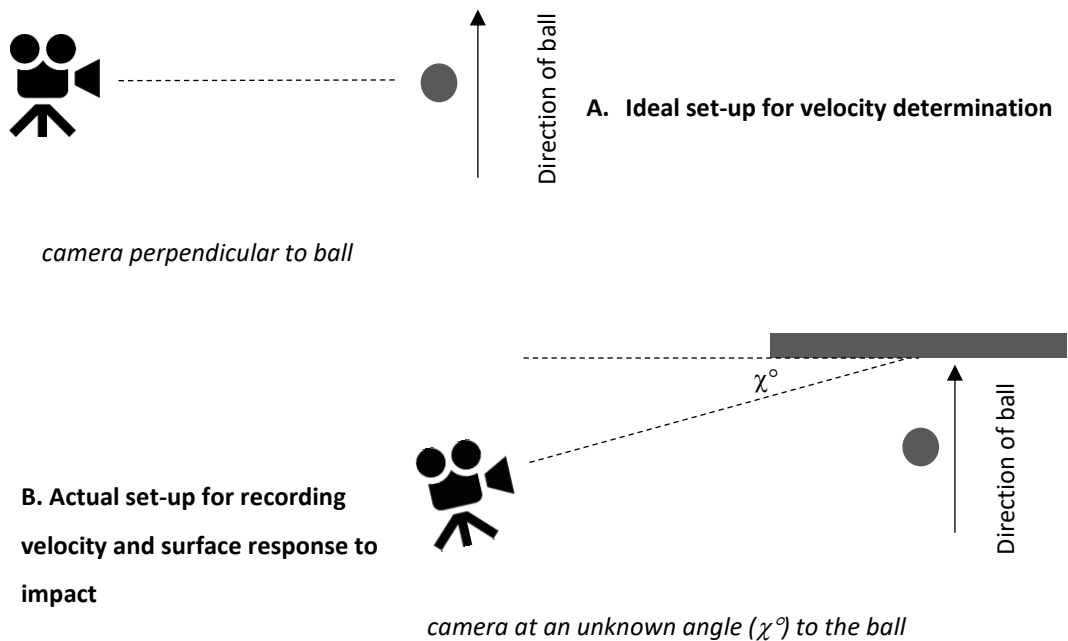 Direction of ball
A. Ideal set-up for velocity determination
camera perpendicular to ball
χ°
Direction of ball
B. Actual set-up for recording
velocity and surface response to
impact
camera at an unknown angle (χ°) to the ball